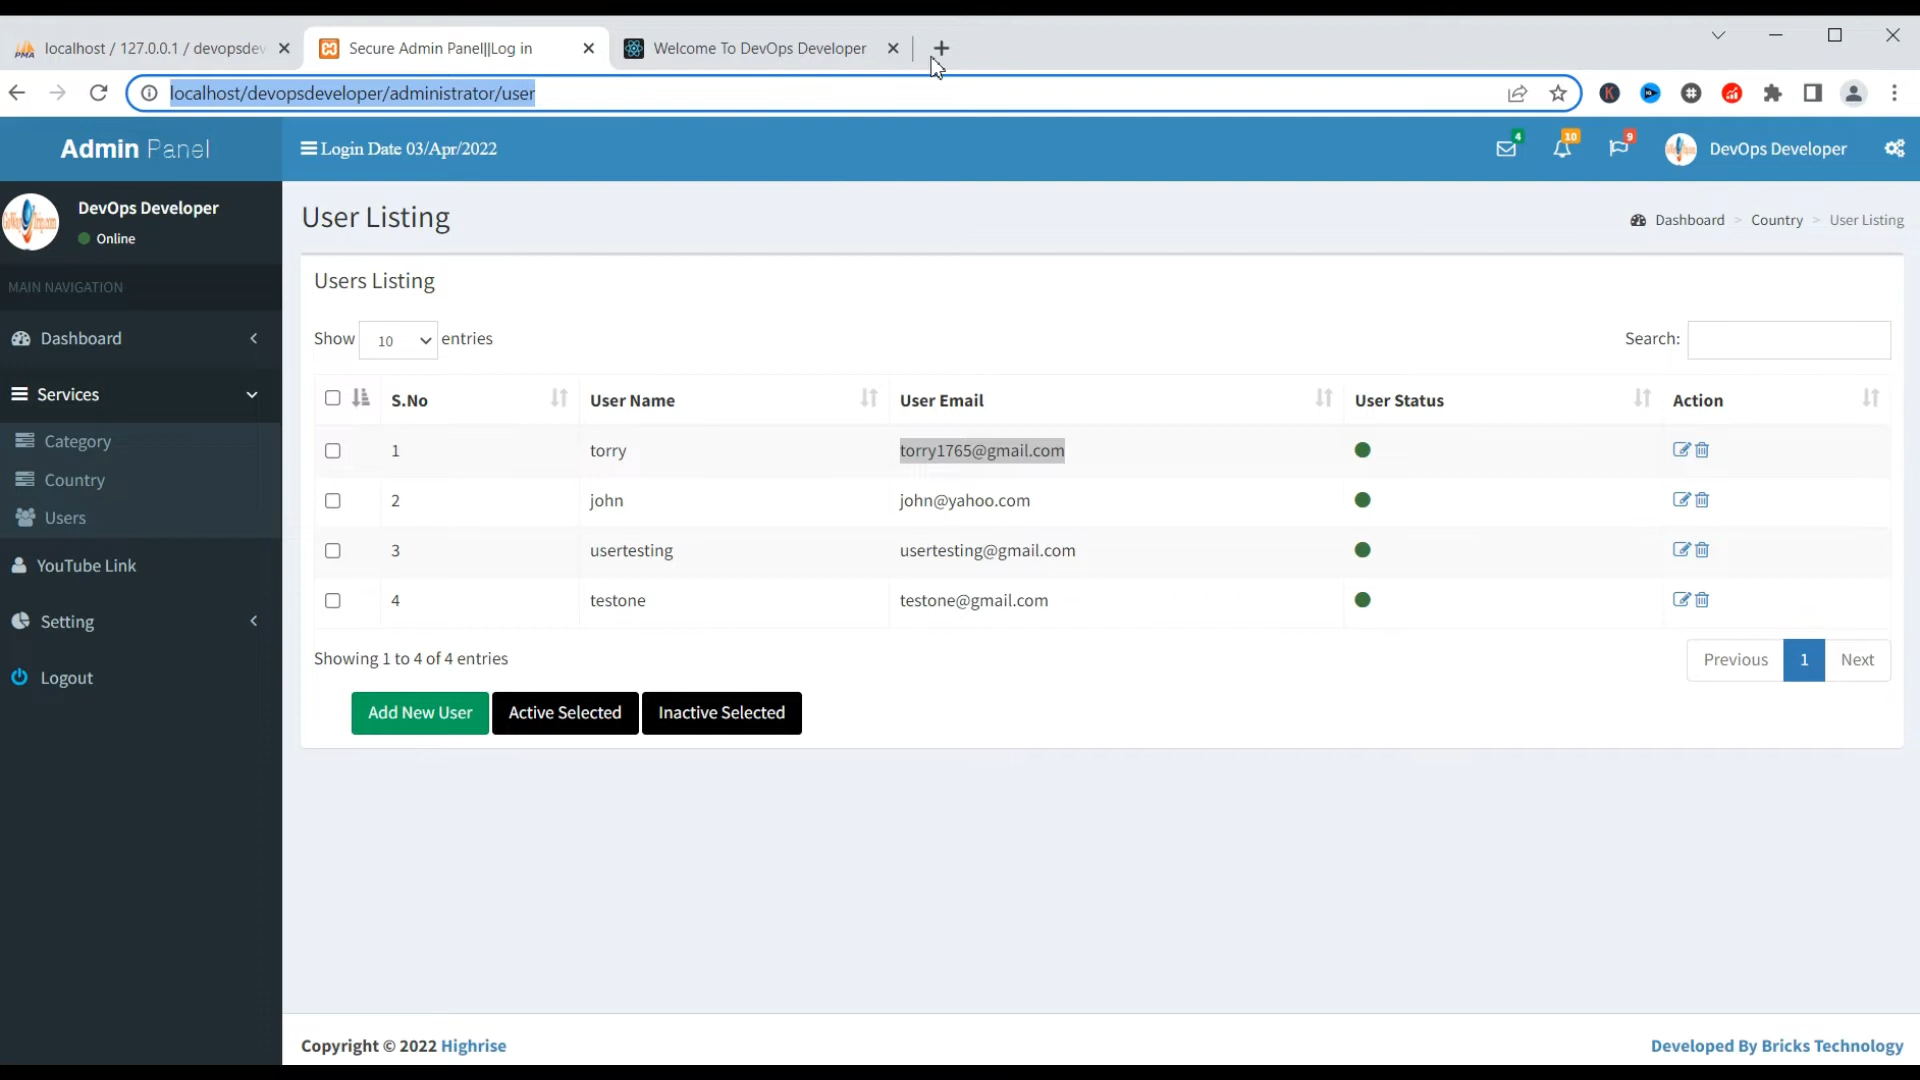 localhost / 127.0.0.1 / devopsdev
Secure Admin Panel||Log in
Welcome To DevOps Developer
localhost/devopsdeveloper/administrator/user
Admin Panel
Login Date 03/Apr/2022
4
10
9
DevOps Developer
DevOps Developer
Online
MAIN NAVIGATION
Dashboard
Services
Category
Country
Users
YouTube Link
Setting
Logout
User Listing
Dashboard > Country > User Listing
Users Listing
Show 10 entries
Search:
S.No User Name User Email User Status Action
1 torry torry1765@gmail.com
2 john john@yahoo.com
3 usertesting usertesting@gmail.com
4 testone testone@gmail.com
Showing 1 to 4 of 4 entries
Previous 1 Next
Add New User Active Selected Inactive Selected
Copyright © 2022 Highrise
Developed By Bricks Technology